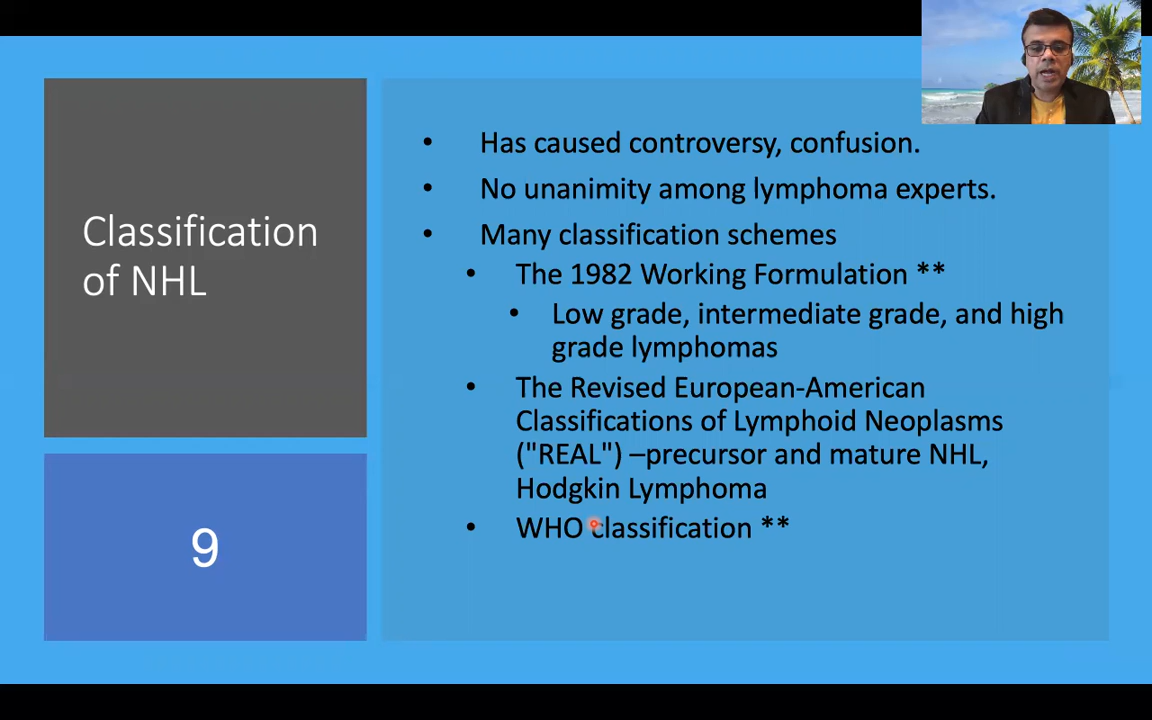 Classification
of NHL
9
• Has caused controversy, confusion.
• No unanimity among lymphoma experts.
• Many classification schemes
• The 1982 Working Formulation **
• Low grade, intermediate grade, and high
grade lymphomas
• The Revised European-American
Classifications of Lymphoid Neoplasms
("REAL") –precursor and mature NHL,
Hodgkin Lymphoma
• WHO classification **